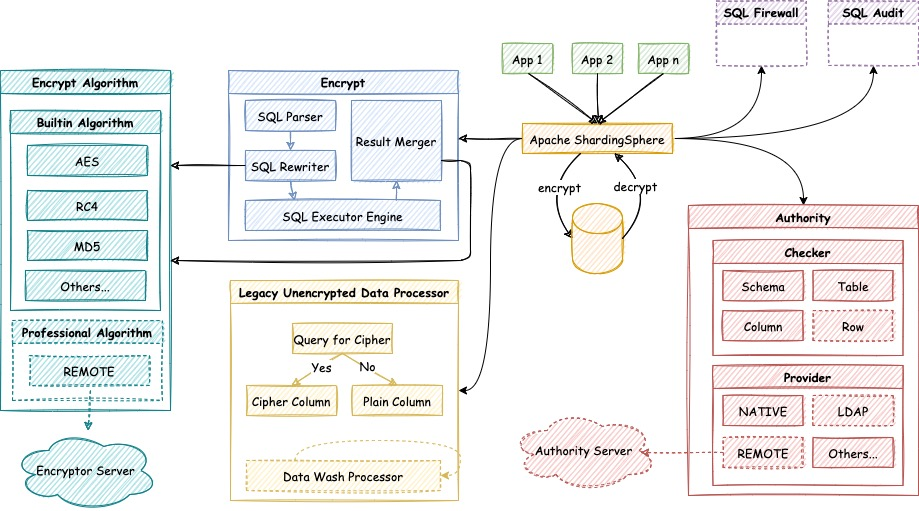 SQL Firewall
SQL Audit
App 1
App 2
App n
Encrypt Algorithm
Builtin Algorithm
AES
RC4
MD5
Others...
Professional Algorithm
REMOTE
Encryptor Server
Encrypt
SQL Parser
SQL Rewriter
Result Merger
SQL Executor Engine
Legacy Unencrypted Data Processor
Query for Cipher
Yes
No
Cipher Column
Plain Column
Data Wash Processor
Apache ShardingSphere
encrypt
decrypt
Authority
Checker
Schema
Table
Column
Row
Provider
NATIVE
LDAP
REMOTE
Others...
Authority Server